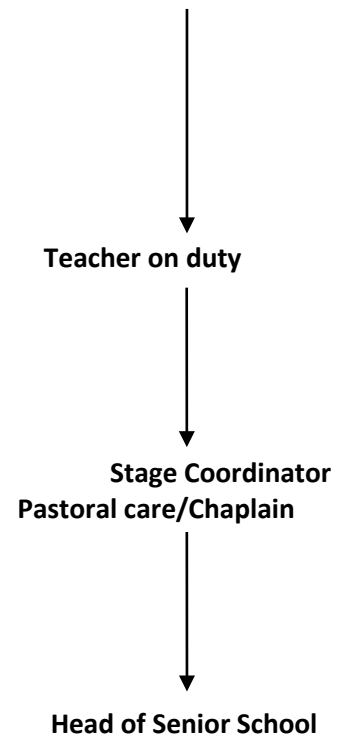 Teacher on duty
Stage Coordinator
Pastoral care/Chaplain
Head of Senior School